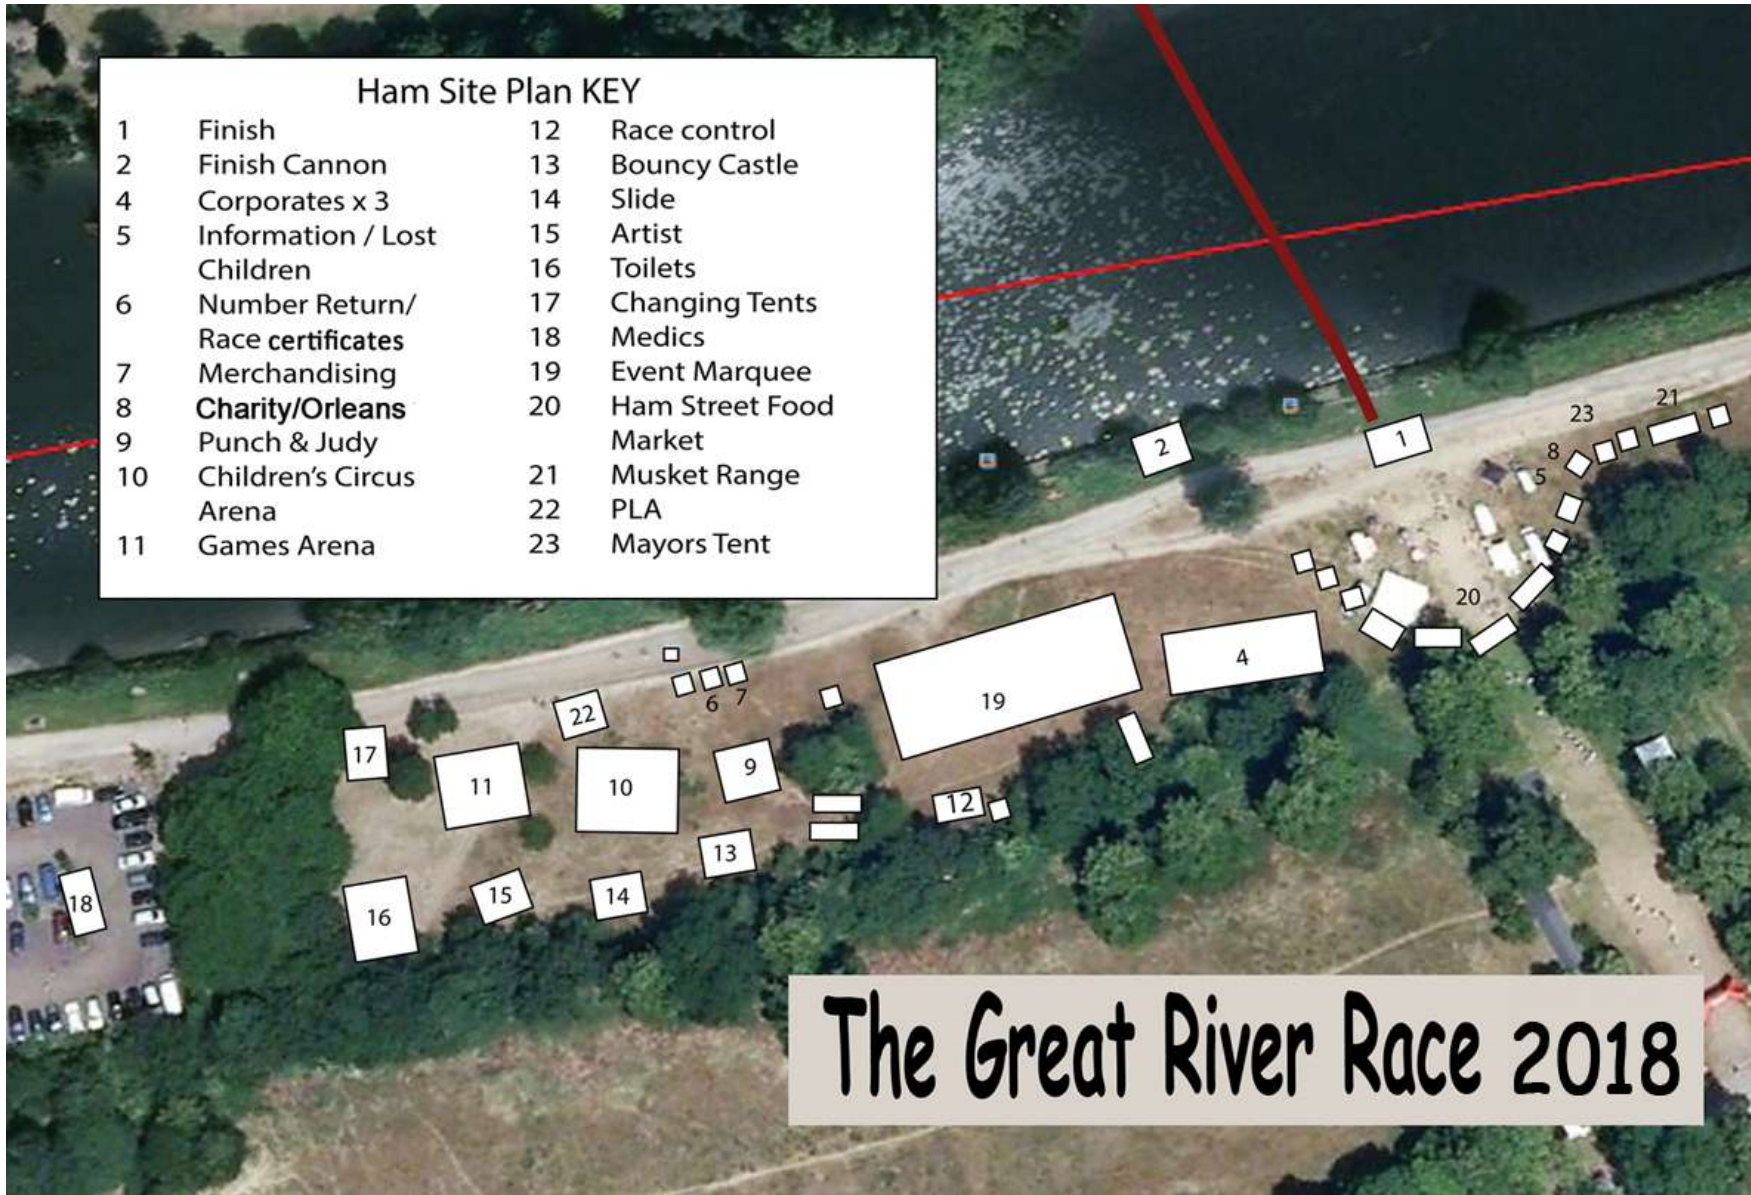 Ham Site Plan KEY
1 Finish
2 Finish Cannon
4 Corporates x 3
5 Information / Lost
Children
6 Number Return/
Race certificates
7 Merchandising
8 Charity/Orleans
9 Punch & Judy
10 Children's Circus
Arena
11 Games Arena
12 Race control
13 Bouncy Castle
14 Slide
15 Artist
16 Toilets
17 Changing Tents
18 Medics
19 Event Marquee
20 Ham Street Food
Market
21 Musket Range
22 PLA
23 Mayors Tent
21
23
1
2
8
5
20
4
19
6
7
22
17
9
11
10
12
13
15
14
18
16
The Great River Race 2018